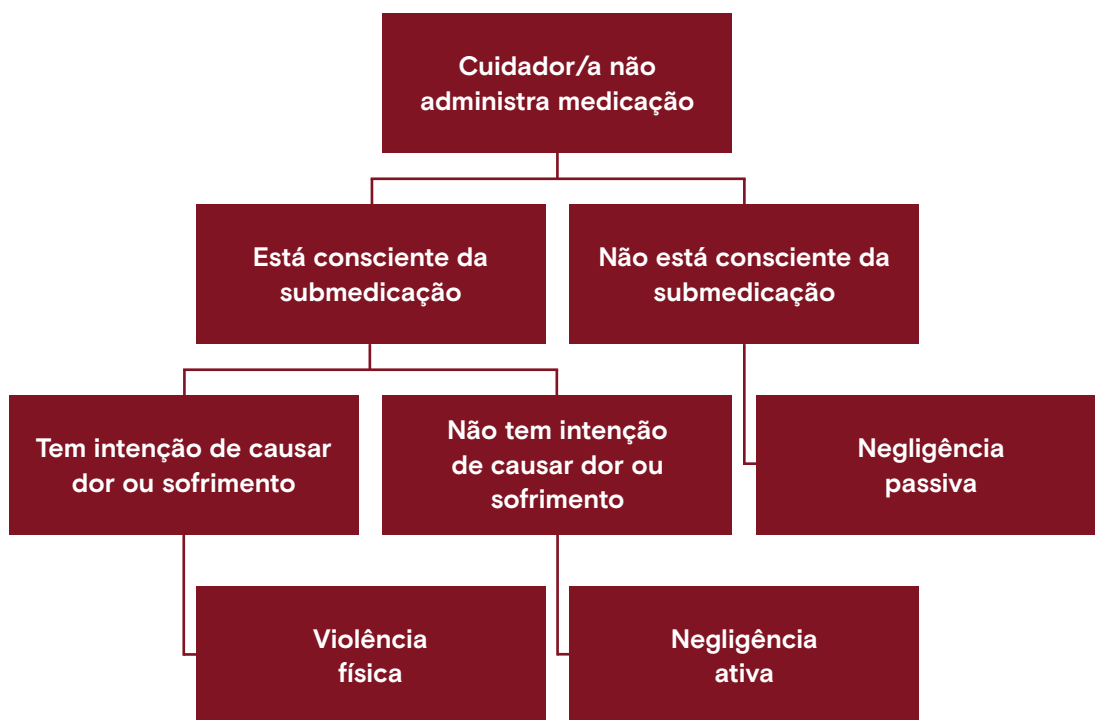 Cuidador/a não
administra medicação
Está consciente da
submedicação
Não está consciente da
submedicação
Tem intenção de causar
dor ou sofrimento
Não tem intenção
de causar dor ou
sofrimento
Negligência
passiva
Violência
física
Negligência
ativa